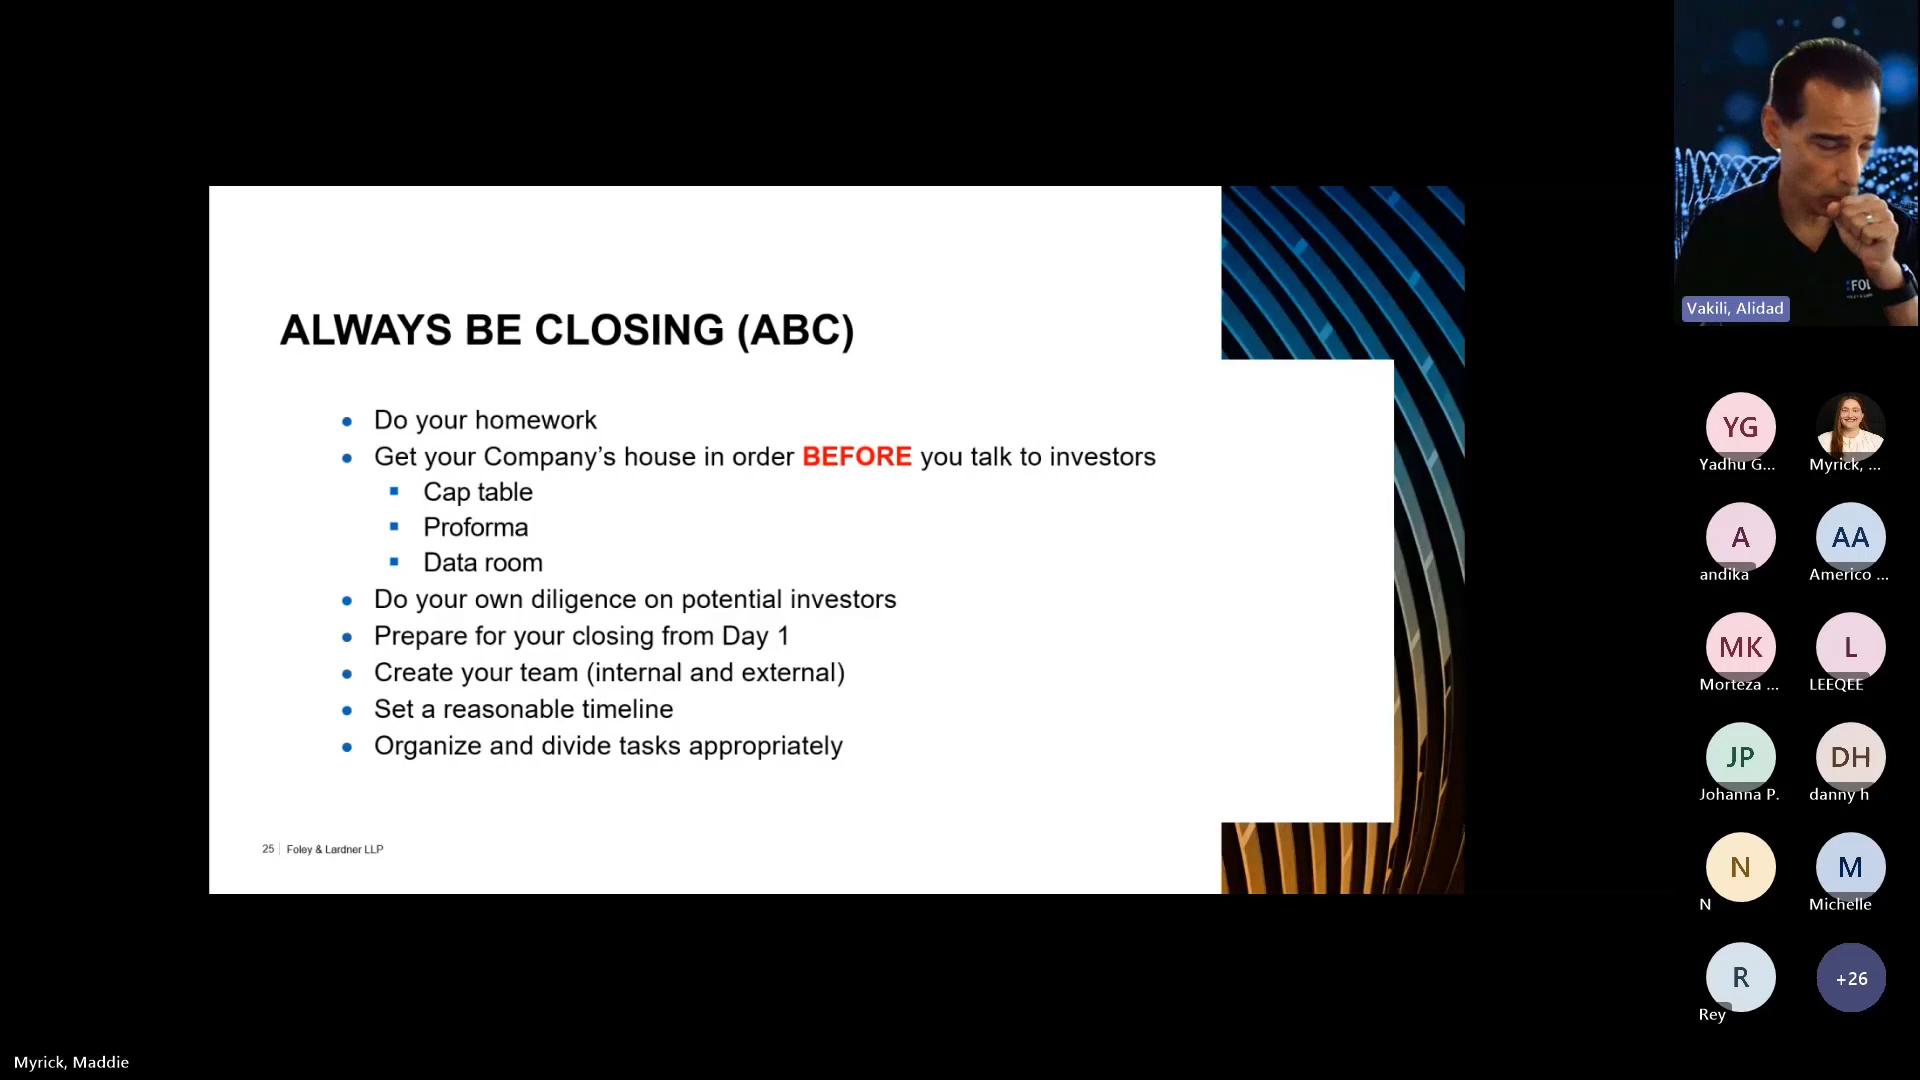 ALWAYS BE CLOSING (ABC)
Do your homework
Get your Company’s house in order BEFORE you talk to investors
Cap table
Proforma
Data room
Do your own diligence on potential investors
Prepare for your closing from Day 1
Create your team (internal and external)
Set a reasonable timeline
Organize and divide tasks appropriately
25 Foley & Lardner LLP
:FOL
Vakili, Alidad
YG
Yadhu G...
Myrick, ...
A
andika
AA
Americo ...
MK
Morteza ...
L
LEEQEE
JP
Johanna P.
DH
danny h
N
N
M
Michelle
R
Rey
+26
Myrick, Maddie